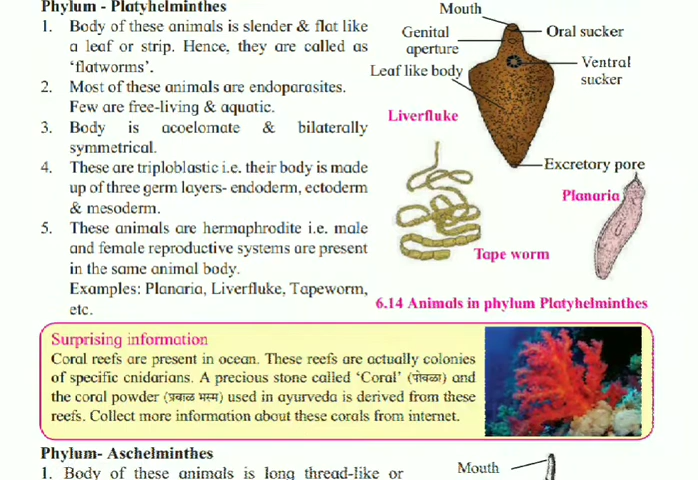 Phylum - Platyhelminthes
1. Body of these animals is slender & flat like
a leaf or strip. Hence, they are called as
‘flatworms’.
2. Most of these animals are endoparasites.
Few are free-living & aquatic.
3. Body is acoelomate & bilaterally
symmetrical.
4. These are triploblastic i.e. their body is made
up of three germ layers- endoderm, ectoderm
& mesoderm.
5. These animals are hermaphrodite i.e. male
and female reproductive systems are present
in the same animal body.
Examples: Planaria, Liverfluke, Tapeworm,
etc.
Mouth
Genital
aperture
Leaf like body
Oral sucker
Ventral
sucker
Liverfluke
Excretory pore
Planaria
Tape worm
6.14 Animals in phylum Platyhelminthes
Surprising information
Coral reefs are present in ocean. These reefs are actually colonies
of specific cnidarians. A precious stone called ‘Coral’ (पोवळा) and
the coral powder (प्रवाळ भस्म) used in ayurveda is derived from these
reefs. Collect more information about these corals from internet.
Phylum- Aschelminthes
1. Body of these animals is long thread-like or
Mouth